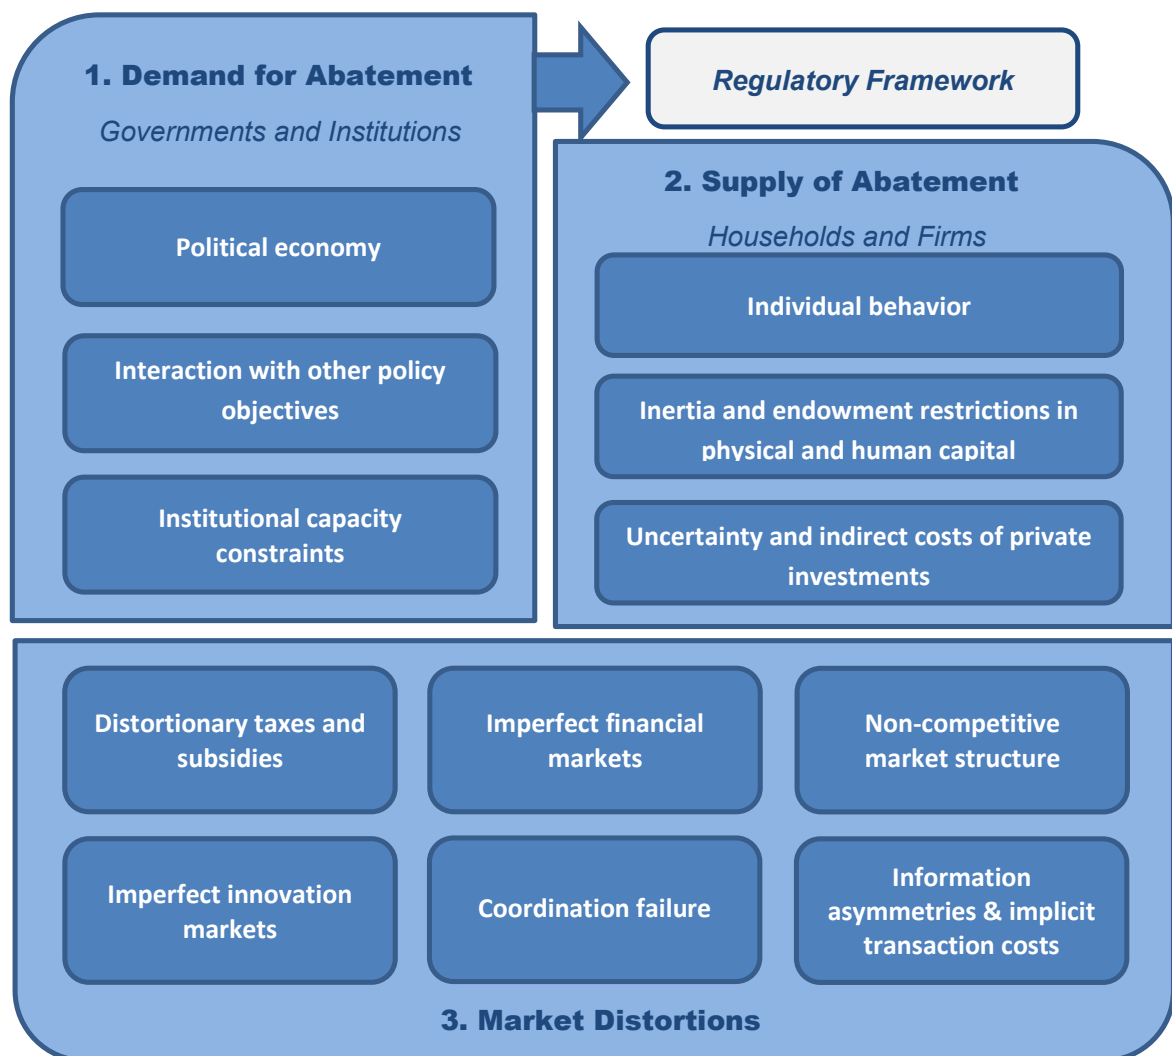 1. Demand for Abatement
Governments and Institutions
Political economy
Interaction with other policy
objectives
Institutional capacity
constraints
Regulatory Framework
2. Supply of Abatement
Households and Firms
Individual behavior
Inertia and endowment restrictions in
physical and human capital
Uncertainty and indirect costs of private
investments
Distortionary taxes and
subsidies
Imperfect financial
markets
Non-competitive
market structure
Imperfect innovation
markets
Coordination failure
Information
asymmetries & implicit
transaction costs
3. Market Distortions